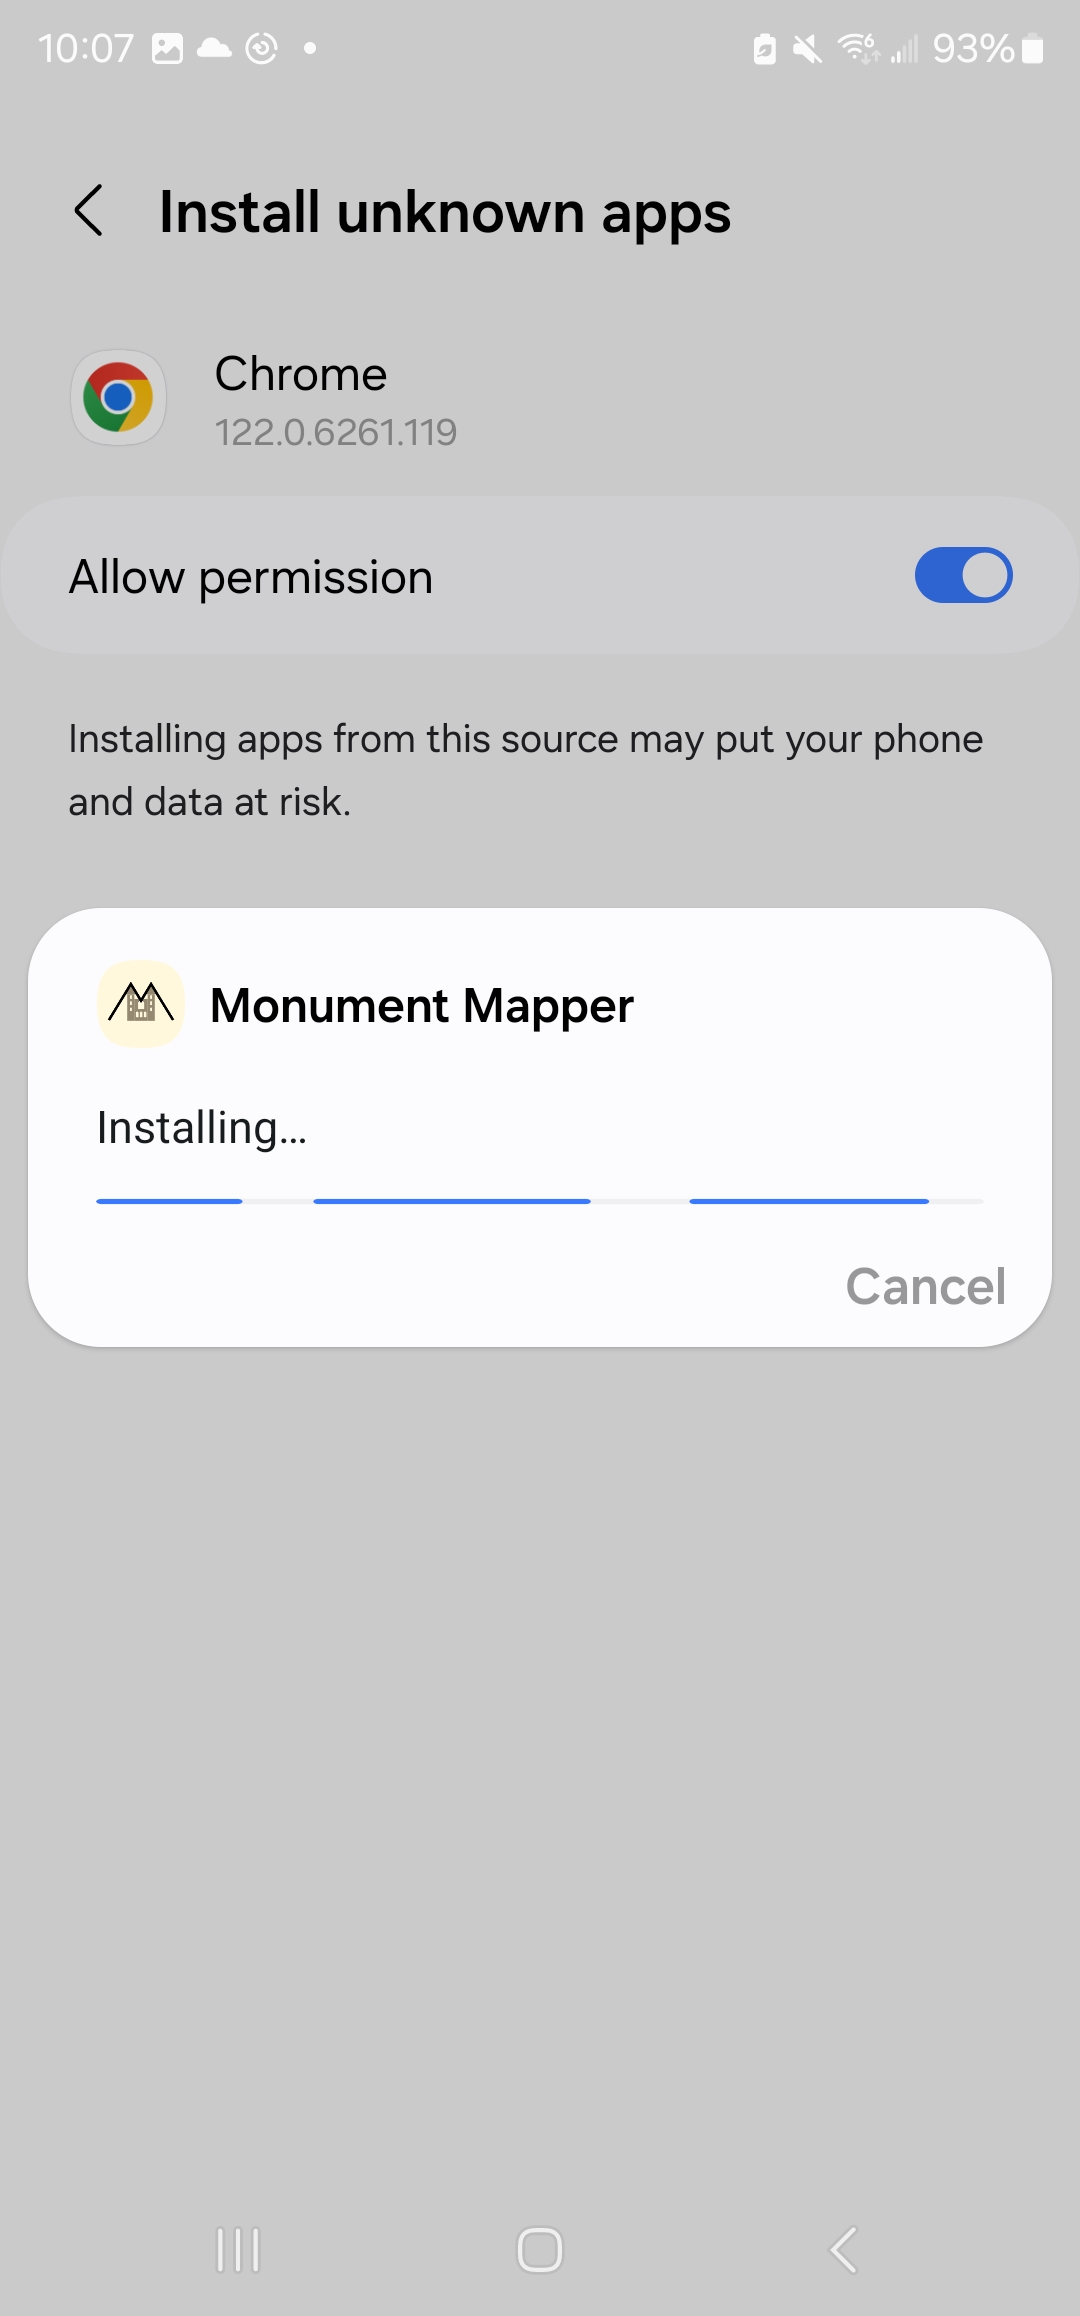 10:07 93%
Install unknown apps
Chrome
122.0.6261.119
Allow permission
Installing apps from this source may put your phone
and data at risk.
Monument Mapper
Installing...
Cancel